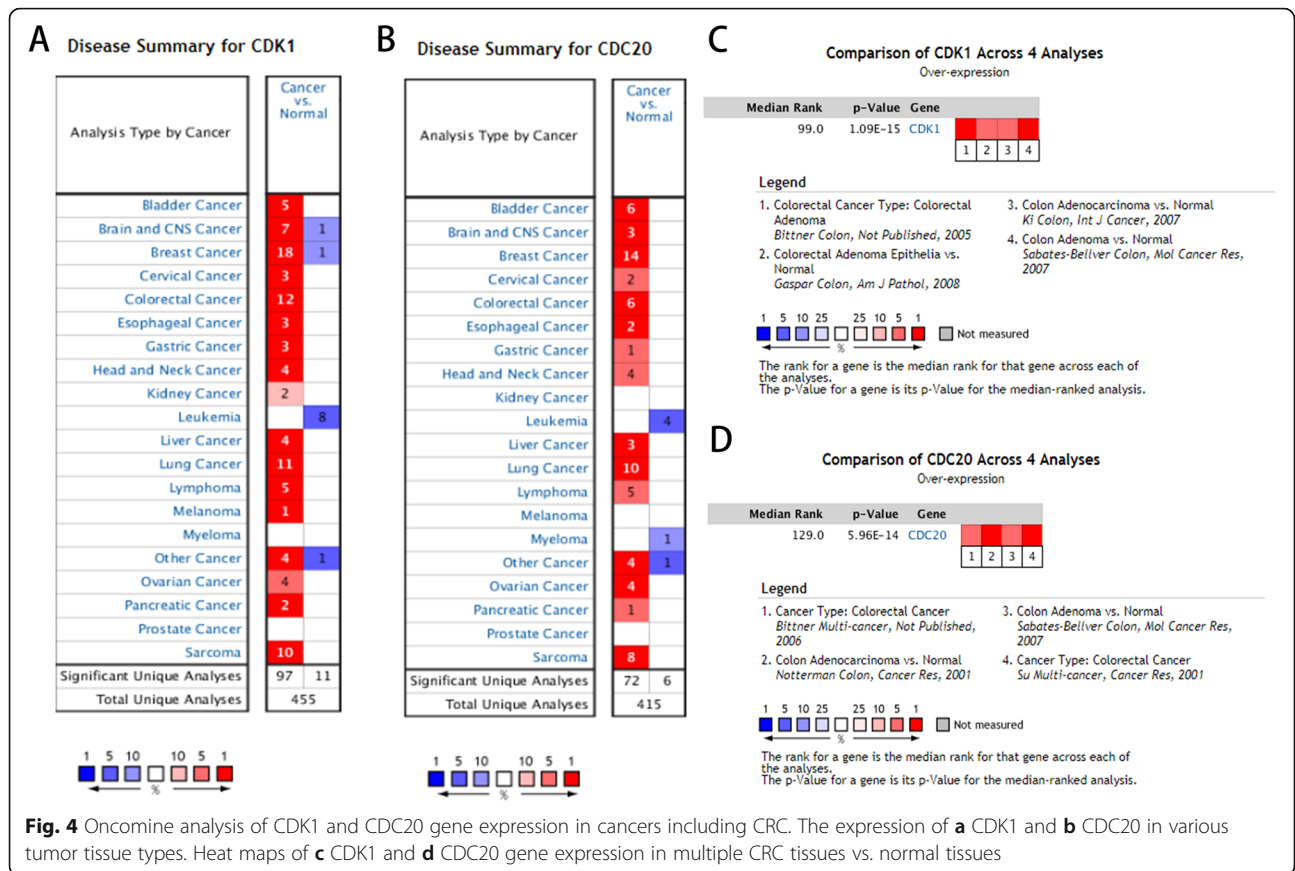 A
Disease Summary for CDK1
Analysis Type by Cancer
Cancer
vs.
Normal
Bladder Cancer 5
Brain and CNS Cancer 7 1
Breast Cancer 18 1
Cervical Cancer 3
Colorectal Cancer 12
Esophageal Cancer 3
Gastric Cancer 3
Head and Neck Cancer 4
Kidney Cancer 2
Leukemia 8
Liver Cancer 4
Lung Cancer 11
Lymphoma 5
Melanoma 1
Myeloma
Other Cancer 4 1
Ovarian Cancer 4
Pancreatic Cancer 2
Prostate Cancer
Sarcoma 10
Significant Unique Analyses 97 11
Total Unique Analyses 455
1 5 10 10 5 1
%
B
Disease Summary for CDC20
Analysis Type by Cancer
Cancer
vs.
Normal
Bladder Cancer 6
Brain and CNS Cancer 3
Breast Cancer 14
Cervical Cancer 2
Colorectal Cancer 6
Esophageal Cancer 2
Gastric Cancer 1
Head and Neck Cancer 4
Kidney Cancer
Leukemia 4
Liver Cancer 3
Lung Cancer 10
Lymphoma 5
Melanoma
Myeloma 1
Other Cancer 4 1
Ovarian Cancer 4
Pancreatic Cancer 1
Prostate Cancer
Sarcoma 8
Significant Unique Analyses 72 6
Total Unique Analyses 415
1 5 10 10 5 1
%
C
Comparison of CDK1 Across 4 Analyses
Over-expression
Median Rank p-Value Gene
99.0 1.09E-15 CDK1
1 2 3 4
Legend
1. Colorectal Cancer Type: Colorectal
Adenoma
Bittner Colon, Not Published, 2005
2. Colorectal Adenoma Epithelia vs.
Normal
Gaspar Colon, Am J Pathol, 2008
3. Colon Adenocarcinoma vs. Normal
Ki Colon, Int J Cancer, 2007
4. Colon Adenoma vs. Normal
Sabates-Bellver Colon, Mol Cancer Res,
2007
1 5 10 25 25 10 5 1
Not measured
%
The rank for a gene is the median rank for that gene across each of
the analyses.
The p-Value for a gene is its p-Value for the median-ranked analysis.
D
Comparison of CDC20 Across 4 Analyses
Over-expression
Median Rank p-Value Gene
129.0 5.96E-14 CDC20
1 2 3 4
Legend
1. Cancer Type: Colorectal Cancer
Bittner Multi-cancer, Not Published,
2006
2. Colon Adenocarcinoma vs. Normal
Notterman Colon, Cancer Res, 2001
3. Colon Adenoma vs. Normal
Sabates-Bellver Colon, Mol Cancer Res,
2007
4. Cancer Type: Colorectal Cancer
Su Multi-cancer, Cancer Res, 2001
1 5 10 25 25 10 5 1
Not measured
%
The rank for a gene is the median rank for that gene across each of
the analyses.
The p-Value for a gene is its p-Value for the median-ranked analysis.
Fig. 4 Oncomine analysis of CDK1 and CDC20 gene expression in cancers including CRC. The expression of a CDK1 and b CDC20 in various
tumor tissue types. Heat maps of c CDK1 and d CDC20 gene expression in multiple CRC tissues vs. normal tissues